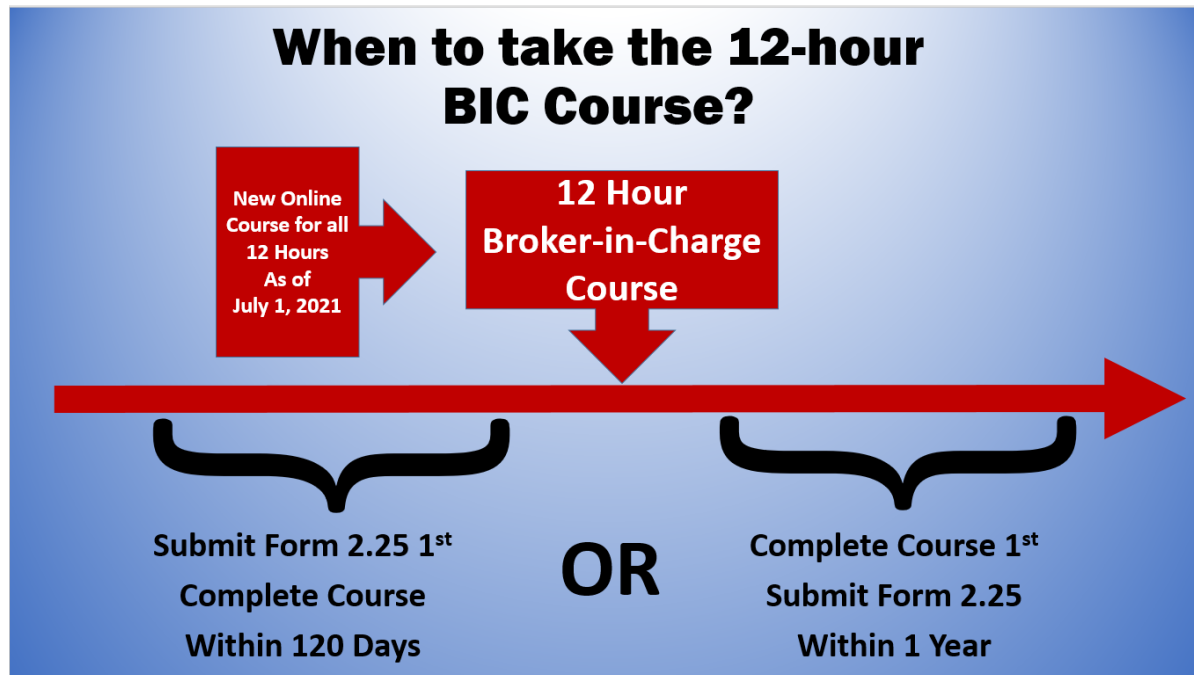 When to take the 12-hour
BIC Course?
New Online
Course for all
12 Hours
As of
July 1, 2021
12 Hour
Broker-in-Charge
Course
Submit Form 2.25 1st
Complete Course
Within 120 Days
OR
Complete Course 1st
Submit Form 2.25
Within 1 Year